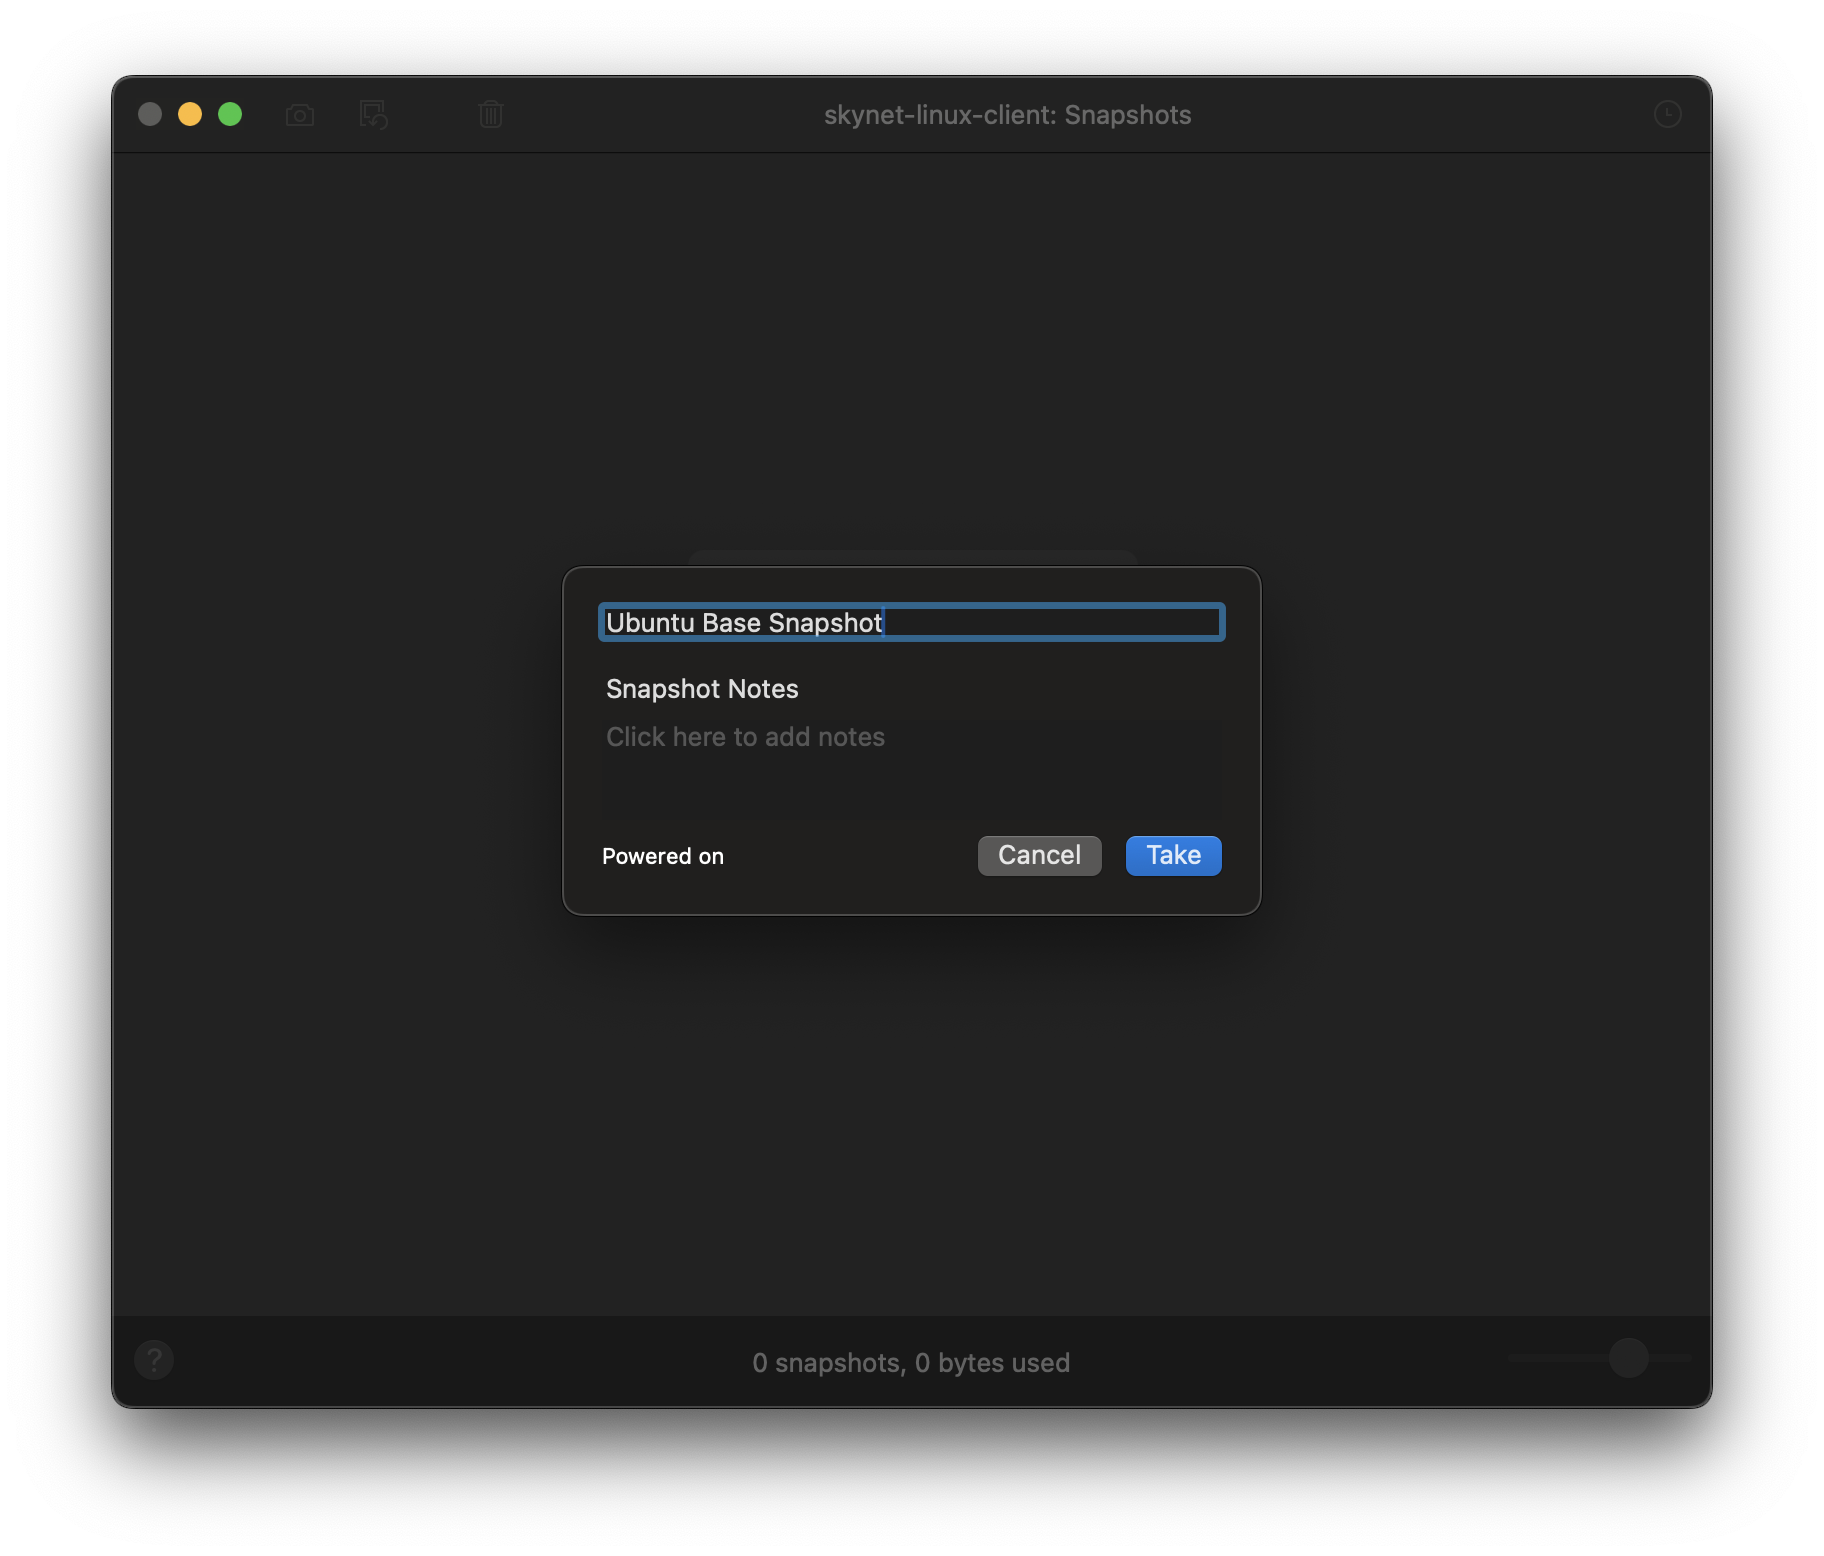 skynet-linux-client: Snapshots
Ubuntu Base Snapshot
Snapshot Notes
Click here to add notes
Powered on
Cancel
Take
?
0 snapshots, 0 bytes used